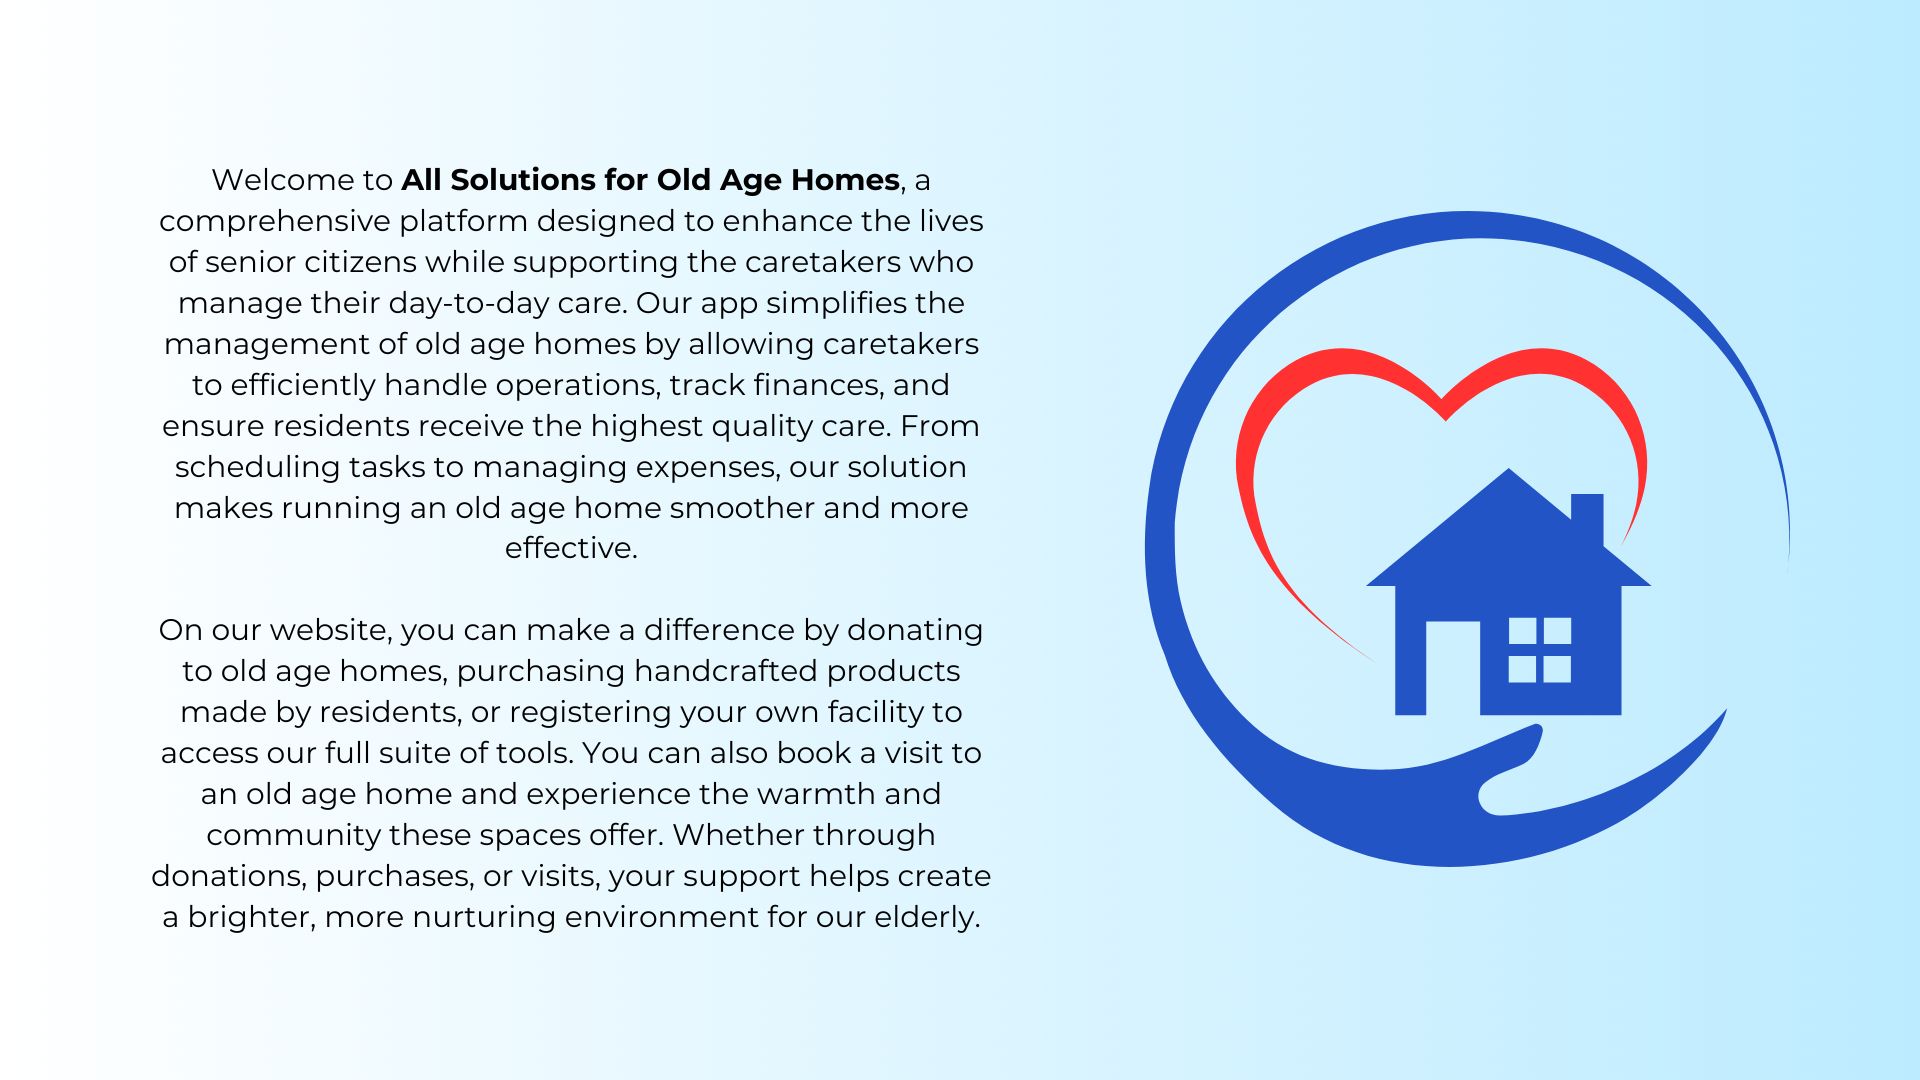 Welcome to All Solutions for Old Age Homes, a
comprehensive platform designed to enhance the lives
of senior citizens while supporting the caretakers who
manage their day-to-day care. Our app simplifies the
management of old age homes by allowing caretakers
to efficiently handle operations, track finances, and
ensure residents receive the highest quality care. From
scheduling tasks to managing expenses, our solution
makes running an old age home smoother and more
effective.
On our website, you can make a difference by donating
to old age homes, purchasing handcrafted products
made by residents, or registering your own facility to
access our full suite of tools. You can also book a visit to
an old age home and experience the warmth and
community these spaces offer. Whether through
donations, purchases, or visits, your support helps create
a brighter, more nurturing environment for our elderly.